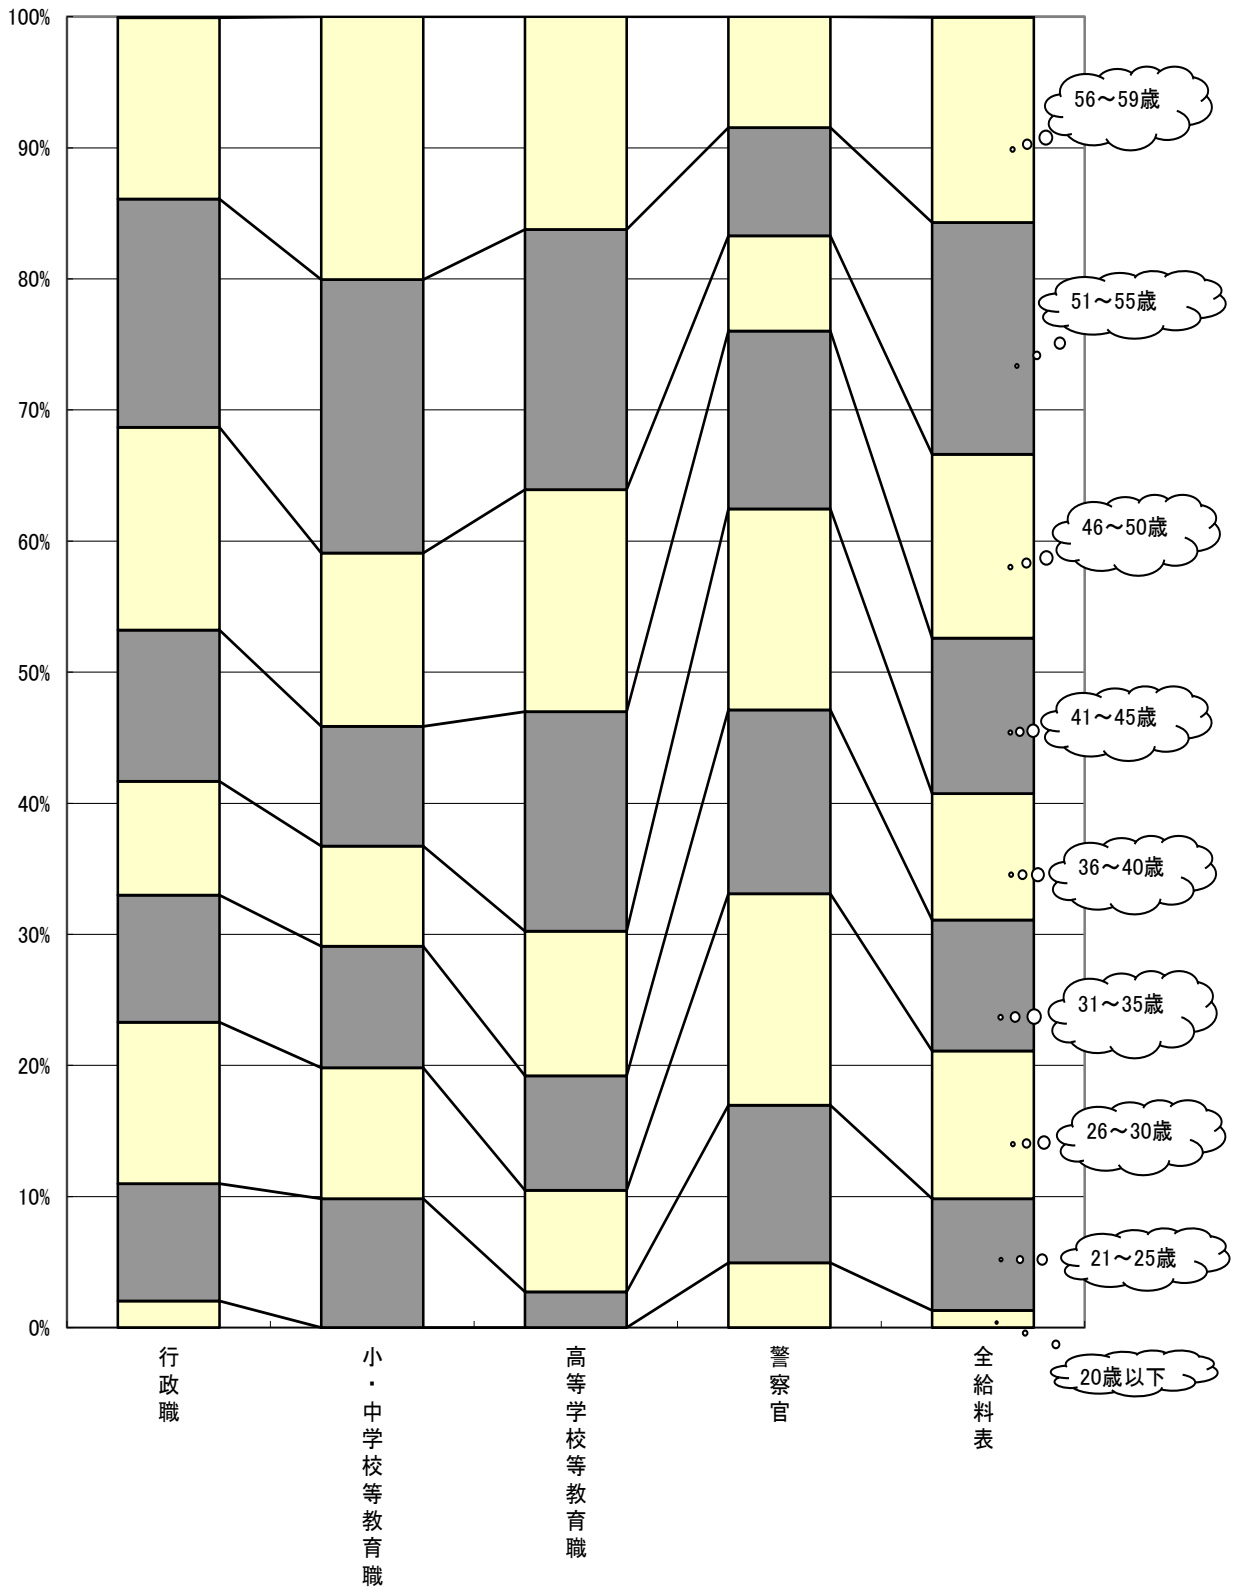 100%
90%
80%
70%
60%
50%
40%
30%
20%
10%
0%
56～59歳
51～55歳
46～50歳
41～45歳
36～40歳
31～35歳
26～30歳
21～25歳
20歳以下
行政職
小・中学校等教育職
高等学校等教育職
警察官
全給料表